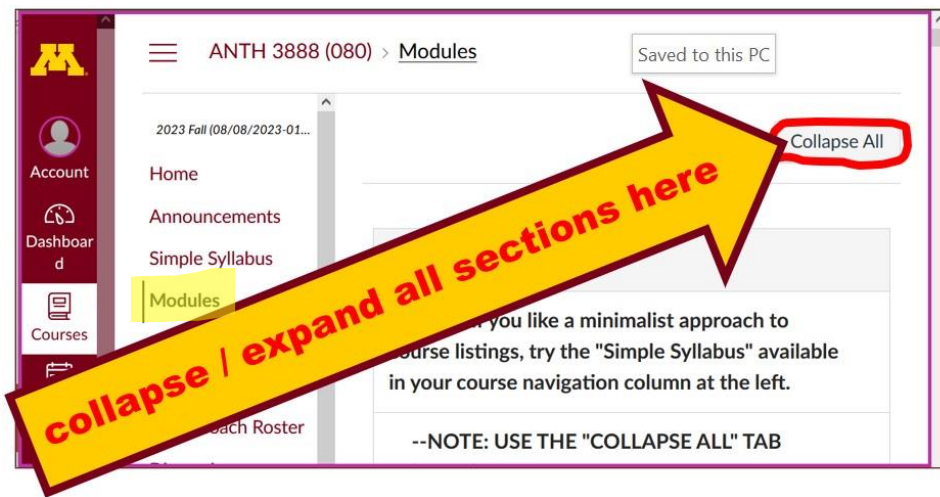 M
ANTH 3888 (080) > Modules
Saved to this PC
2023 Fall (08/08/2023-01...
Collapse All
Account
Home
Announcements
Dashboar
d
Simple Syllabus
Modules
Courses
collapse / expand all sections here
you like a minimalist approach to
course listings, try the "Simple Syllabus" available
in your course navigation column at the left.
Roster
--NOTE: USE THE "COLLAPSE ALL" TAB